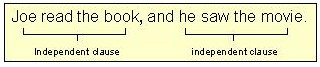 Joe read the book, and he saw the movie.
Independent clause independent clause